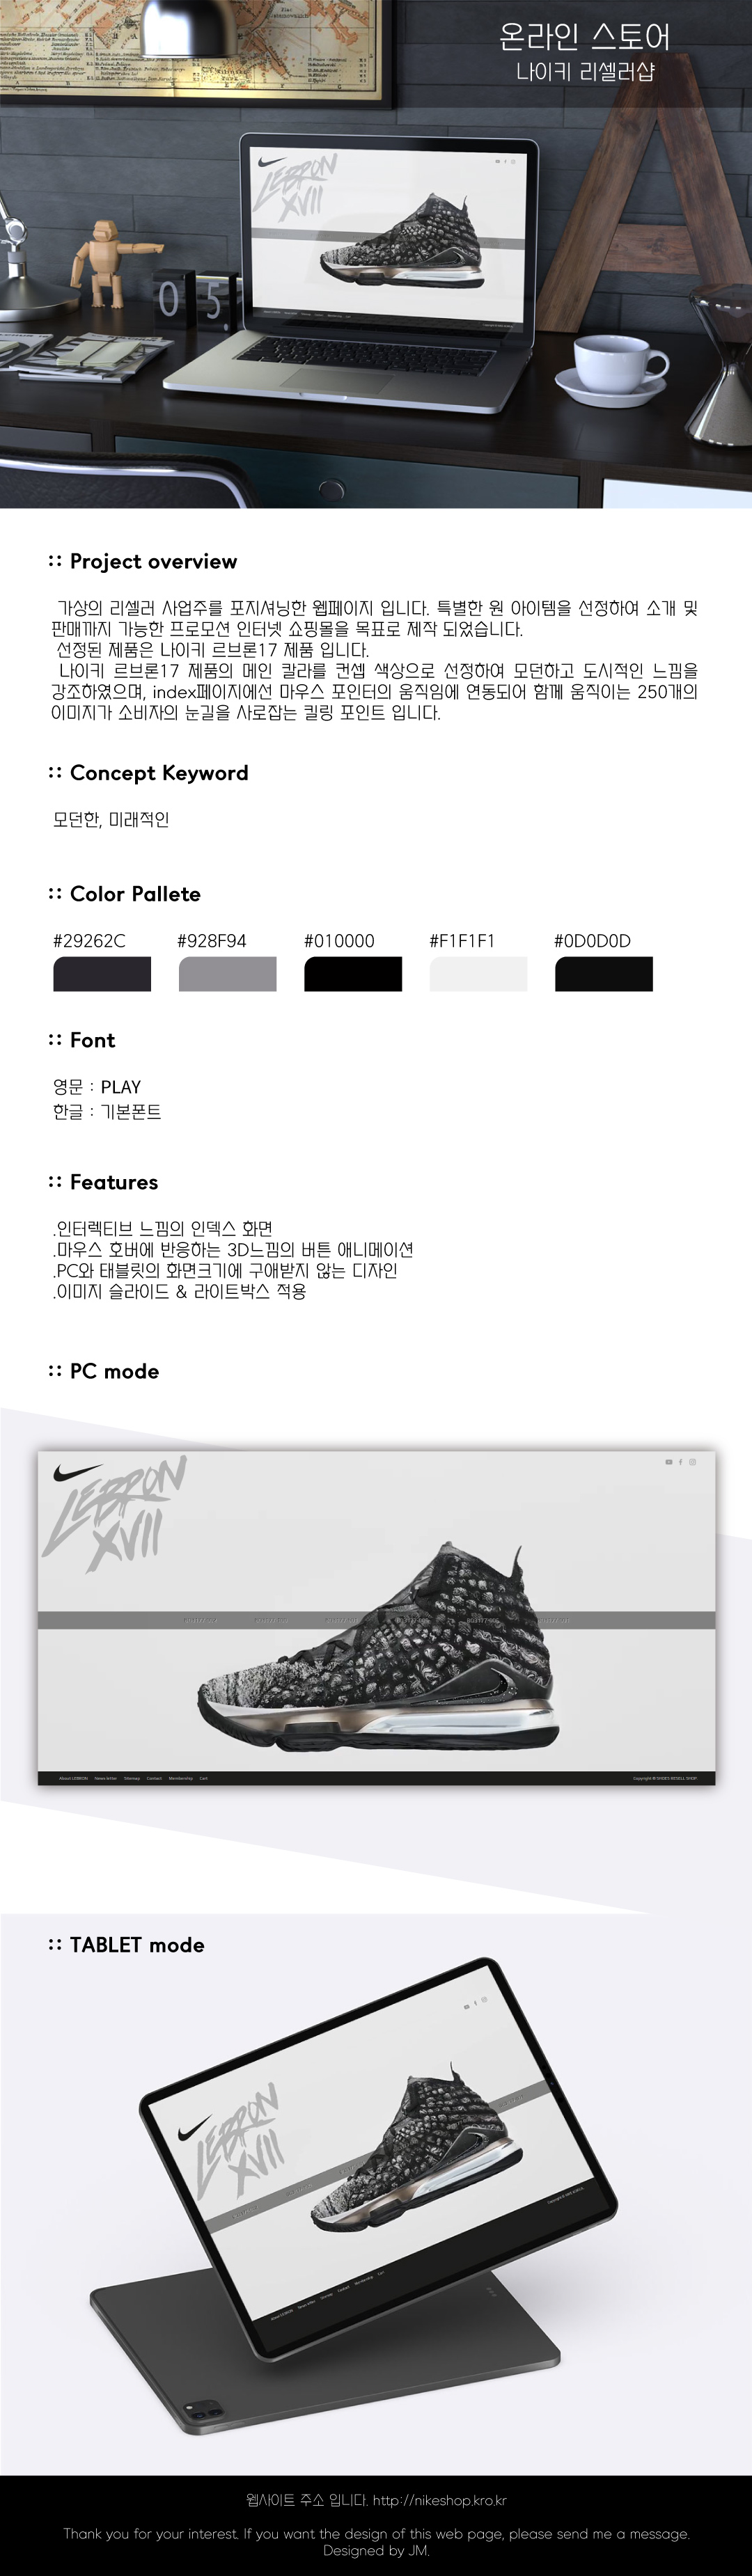 온라인 스토어
나이키 리셀러샵
LEBRON
XVII
:: Project overview
가상의 리셀러 사업주를 포지셔닝한 웹페이지 입니다. 특별한 원 아이템을 선정하여 소개 및
판매까지 가능한 프로모션 인터넷 쇼핑몰을 목표로 제작 되었습니다.
선정된 제품은 나이키 르브론17 제품 입니다.
나이키 르브론17 제품의 메인 칼라를 컨셉 색상으로 선정하여 모던하고 도시적인 느낌을
강조하였으며, index페이지에선 마우스 포인터의 움직임에 연동되어 함께 움직이는 250개의
이미지가 소비자의 눈길을 사로잡는 킬링 포인트 입니다.
:: Concept Keyword
모던한, 미래적인
:: Color Pallete
#29262C #928F94 #010000 #F1F1F1 #0D0D0D
:: Font
영문 : PLAY
한글 : 기본폰트
:: Features
.인터렉티브 느낌의 인덱스 화면
.마우스 호버에 반응하는 3D느낌의 버튼 애니메이션
.PC와 태블릿의 화면크기에 구애받지 않는 디자인
.이미지 슬라이드 & 라이트박스 적용
:: PC mode
LEBRON
XVII
About LEBRON News letter Sitemap Contact Membership Cart
:: TABLET mode
LEBRON
XVII
About LEBRON News letter Sitemap Contact Membership Cart
웹사이트 주소 입니다. http://nikeshop.kro.kr
Thank you for your interest. If you want the design of this web page, please send me a message.
Designed by JM.